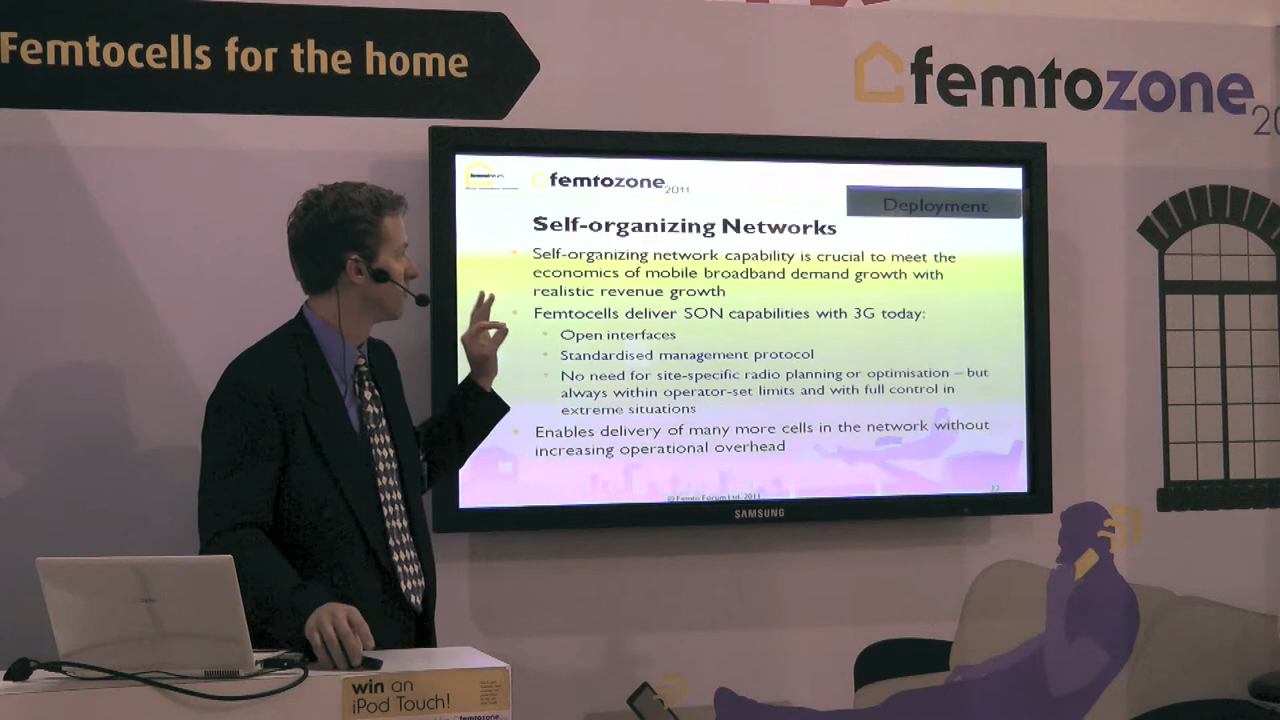 Femtocells for the home
femtozone
femtozone
2011
Deployment
Self-organizing Networks
Self-organizing network capability is crucial to meet the
economics of mobile broadband demand growth with
realistic revenue growth
Femtocells deliver SON capabilities with 3G today:
Open interfaces
Standardised management protocol
No need for site-specific radio planning or optimisation – but
always within operator-set limits and with full control in
extreme situations
Enables delivery of many more cells in the network without
increasing operational overhead
© Femto Forum Ltd. 2011
SAMSUNG
win an
iPod Touch!
femtozone